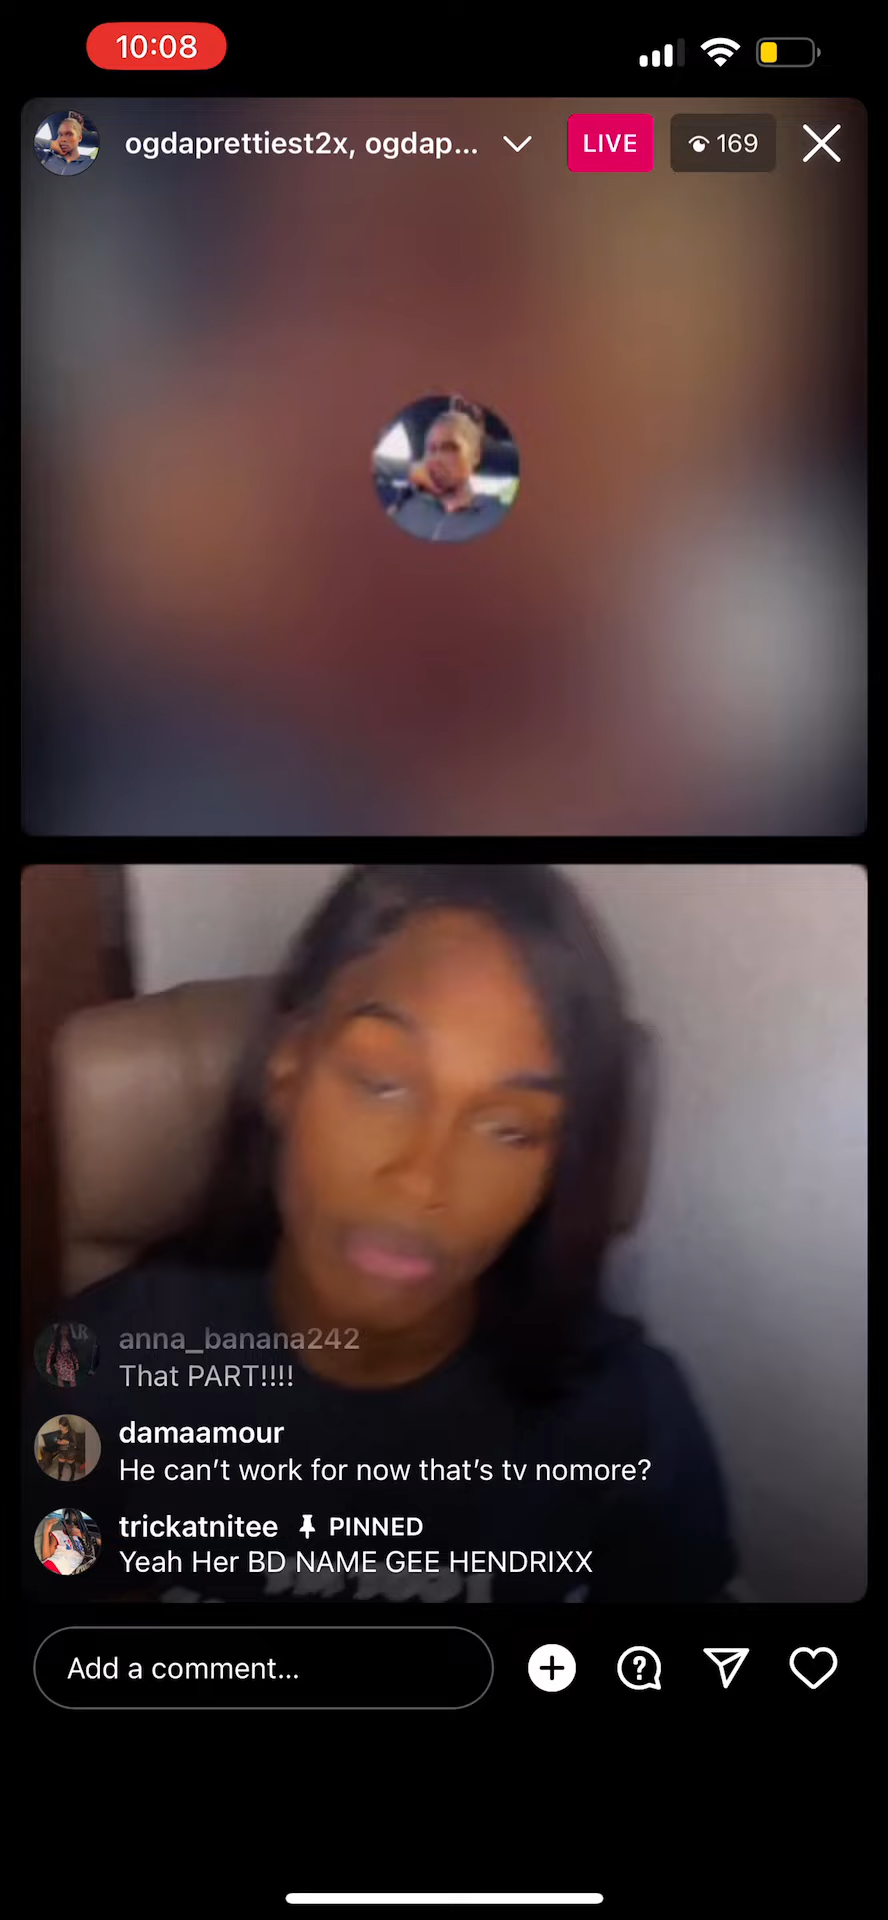 10:08
ogdaprettiest2x, ogdap...
LIVE
169
anna_banana242
That PART!!!!
damaamour
He can't work for now that's tv nomore?
trickatnitee PINNED
Yeah Her BD NAME GEE HENDRIXX
Add a comment...